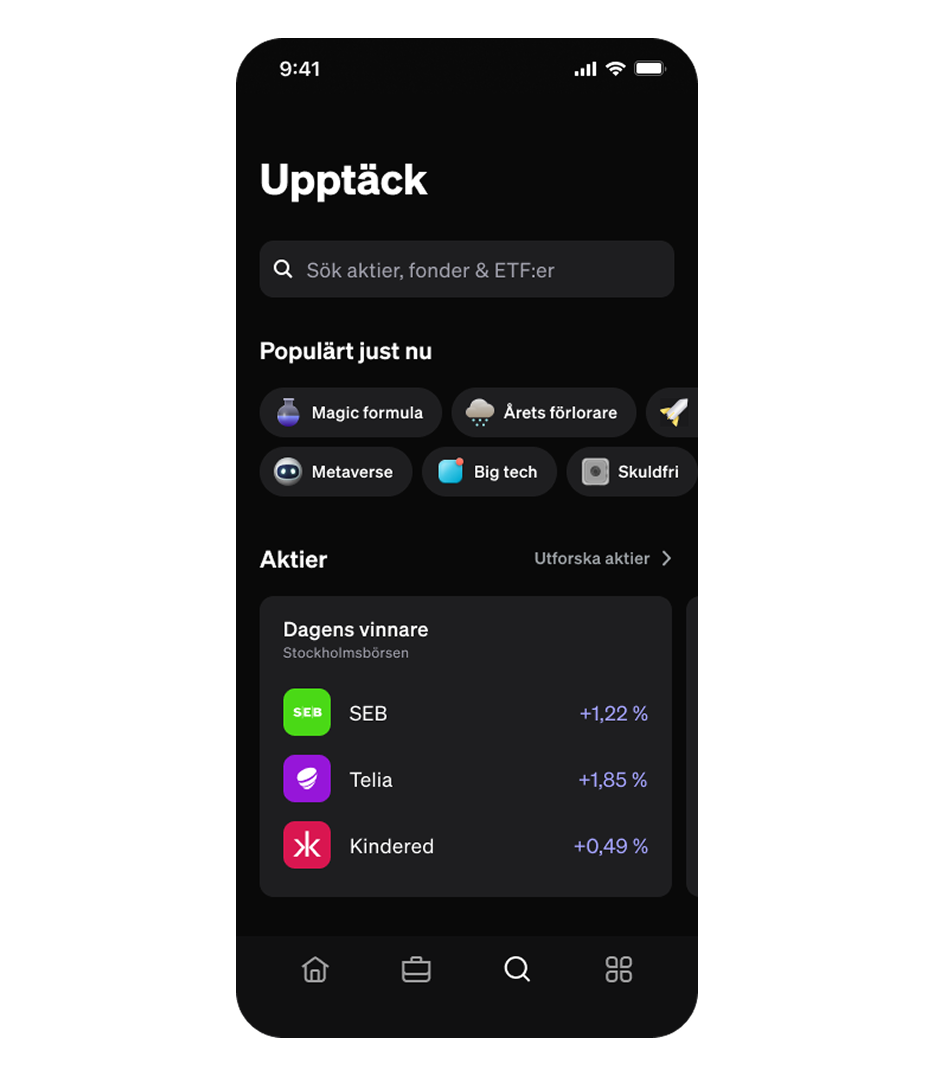 9:41
Upptäck
Sök aktier, fonder & ETF:er
Populärt just nu
Magic formula Årets förlorare
Metaverse Big tech Skuldfri
Aktier Utforska aktier
Dagens vinnare
Stockholmsbörsen
SEB SEB +1,22 %
Telia +1,85 %
Kindered +0,49 %